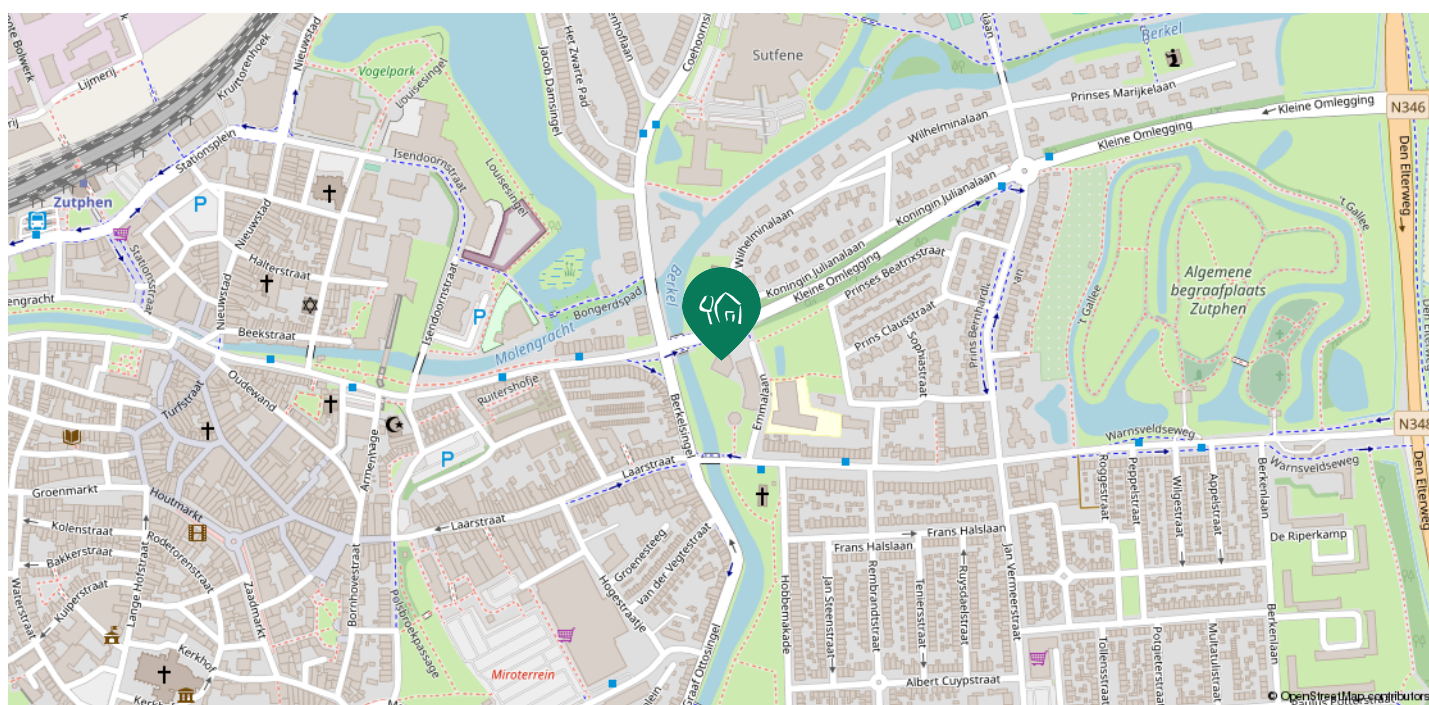 Nieuwstad
Kruitorenhoek
Lijmerij
Vogelpark
Louisesingel
Het Zwarte Pad
Jacob Damsingel
Sutfene
Berkel
Prinses Marijkelaan
Kleine Omlegging
N346
Wilhelminalaan
Kleine Omlegging
Stationsplein
Isendoornstraat
Louisesingel
Den Elterweg
't Gallee
Koningin Julianalaan
Zutphen
P
Nieuwstad
Wilhelminalaan
Stationsstraat
Halterstraat
Koningin Julianalaan
Kleine Omlegging
Prinses Beatrixstraat
Algemene
begraafplaats
Zutphen
't Gallee
Berkel
Bongerdspad
Isendoornstraat
P
Nieuwstad
Beekstraat
Molengracht
Prins Clausstraat
Sophiastraat
Oudewand
Turfstraat
Ruitershofje
Emmalaan
Berkelsingel
N348
Warnsveldseweg
Warnsveldseweg
Armenhage
P
Laarstraat
Roggestraat
Peppelstraat
Wilgestraat
Appelstraat
Berkenlaan
Den Elterweg
Groenmarkt
Houtmarkt
Kolenstraat
Bakkerstraat
Rodetorenstraat
Laarstraat
Frans Halslaan
Frans Halslaan
De Riperkamp
Groenesteeg
van der Vegtestraat
Hogestraatje
Kuiperstraat
Waterstraat
Lange Hofstraat
Zaadmarkt
Bornhovestraat
Polsbroekpassage
Hobbemakade
Jan Steenstraat
Rembrandtstraat
Teniersstraat
Ruysdaelstraat
Jan Vermeerstraat
Berkenlaan
Tollensstraat
Potgieterstraat
Multatulistraat
Miroterrein
Graaf Ottosingel
Albert Cuypstraat
© OpenStreetMap contributors